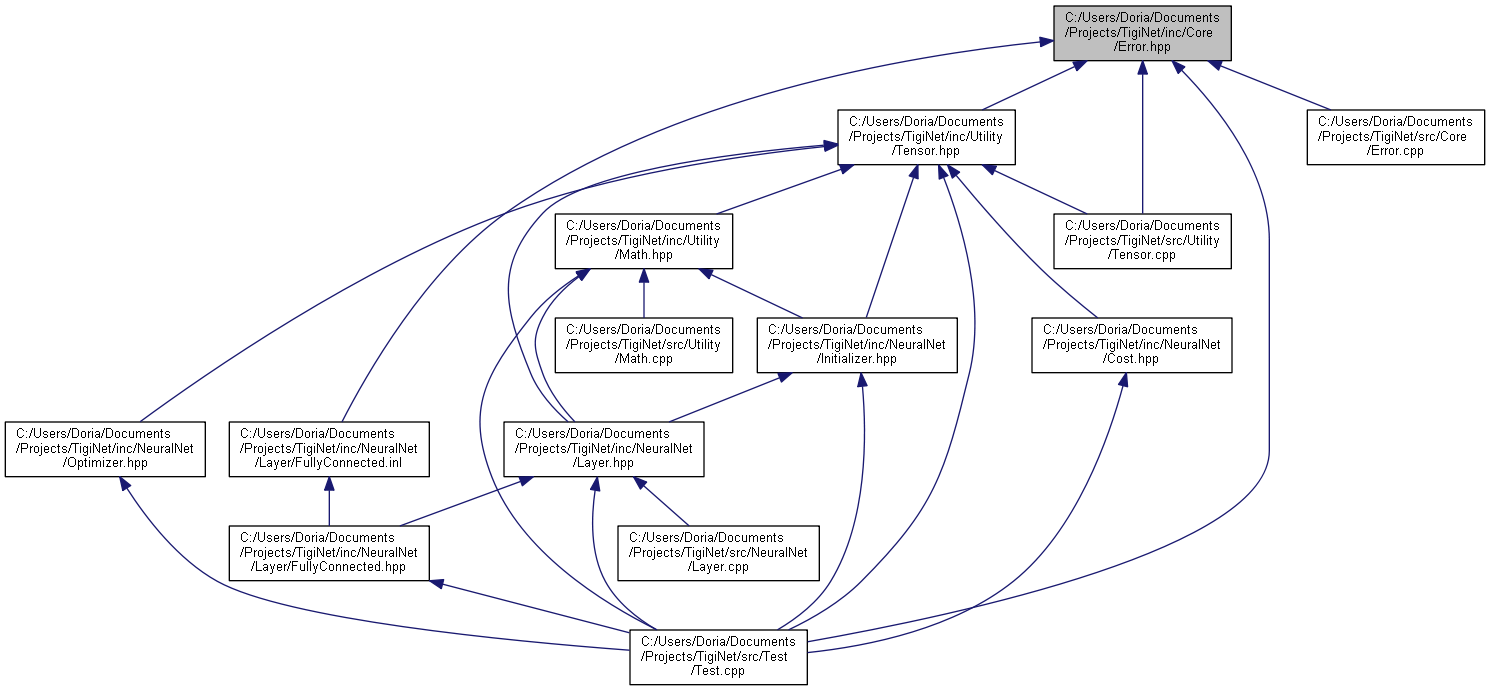 C:/Users/Doria/Documents
/Projects/TigiNet/inc/Core
/Error.hpp
C:/Users/Doria/Documents
/Projects/TigiNet/inc/Utility
/Tensor.hpp
C:/Users/Doria/Documents
/Projects/TigiNet/src/Core
/Error.cpp
C:/Users/Doria/Documents
/Projects/TigiNet/inc/Utility
/Math.hpp
C:/Users/Doria/Documents
/Projects/TigiNet/src/Utility
/Tensor.cpp
C:/Users/Doria/Documents
/Projects/TigiNet/src/Utility
/Math.cpp
C:/Users/Doria/Documents
/Projects/TigiNet/inc/NeuralNet
/Initializer.hpp
C:/Users/Doria/Documents
/Projects/TigiNet/inc/NeuralNet
/Cost.hpp
C:/Users/Doria/Documents
/Projects/TigiNet/inc/NeuralNet
/Optimizer.hpp
C:/Users/Doria/Documents
/Projects/TigiNet/inc/NeuralNet
/Layer/FullyConnected.inl
C:/Users/Doria/Documents
/Projects/TigiNet/inc/NeuralNet
/Layer.hpp
C:/Users/Doria/Documents
/Projects/TigiNet/inc/NeuralNet
/Layer/FullyConnected.hpp
C:/Users/Doria/Documents
/Projects/TigiNet/src/NeuralNet
/Layer.cpp
C:/Users/Doria/Documents
/Projects/TigiNet/src/Test
/Test.cpp